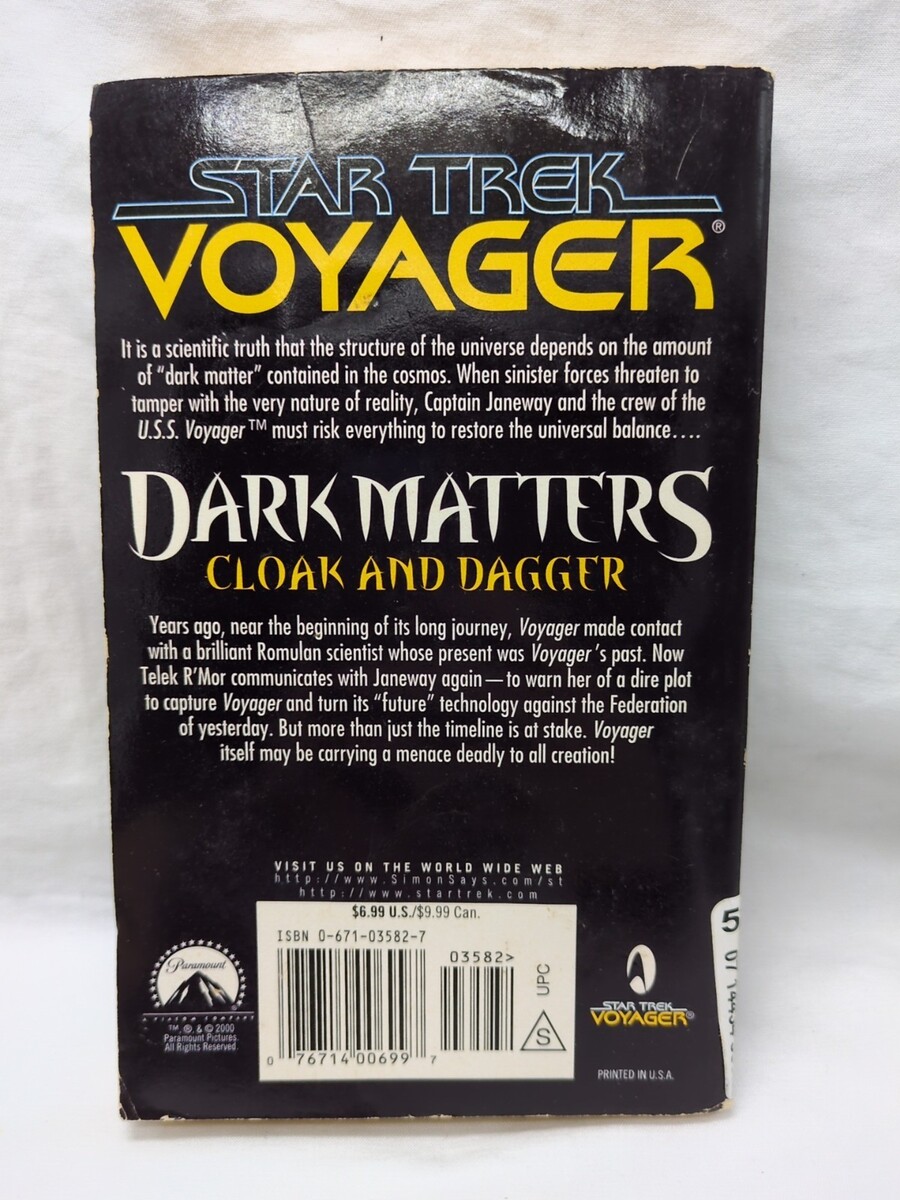 STAR TREK
VOYAGER®
It is a scientific truth that the structure of the universe depends on the amount
of “dark matter” contained in the cosmos. When sinister forces threaten to
tamper with the very nature of reality, Captain Janeway and the crew of the
U.S.S. Voyager™ must risk everything to restore the universal balance....
DARK MATTERS
CLOAK AND DAGGER
Years ago, near the beginning of its long journey, Voyager made contact
with a brilliant Romulan scientist whose present was Voyager's past. Now
Telek R'Mor communicates with Janeway again—to warn her of a dire plot
to capture Voyager and turn its “future” technology against the Federation
of yesterday. But more than just the timeline is at stake. Voyager
itself may be carrying a menace deadly to all creation!
VISIT US ON THE WORLD WIDE WEB
http://www.SimonSays.com/st
http://www.startrek.com
$6.99 U.S./$9.99 Can.
ISBN 0-671-03582-7
03582>
UPC
S
0 76714 00699 7
Paramount
TM, ®, & © 2000
Paramount Pictures.
All Rights Reserved.
STAR TREK
VOYAGER®
PRINTED IN U.S.A.
5